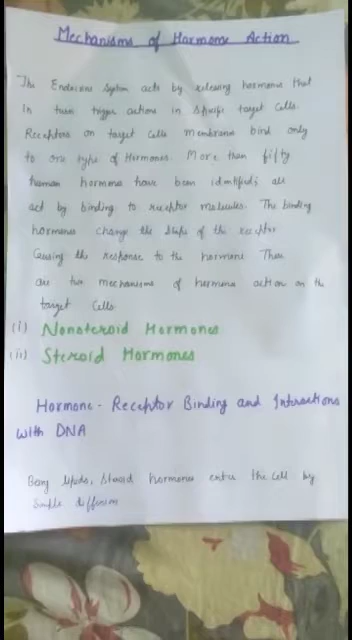 Mechanisms of Hormone Action
The Endocrine System acts by releasing hormones that
in turn trigger actions in specific target cells.
Receptors on target cells membranes bind only
to one type of Hormones. More than fifty
human hormone have been identified; all
act by binding to receptor molecules. The binding
hormones change the shape of the receptor
causing the response to the hormone There
are two mechanisms of hormone action on the
target cells
(i) Nonsteroid Hormones
(ii) Steroid Hormones
Hormone - Receptor Binding and Interactions
with DNA
Being lipids, steroid hormones enter the cell by
simple diffusion